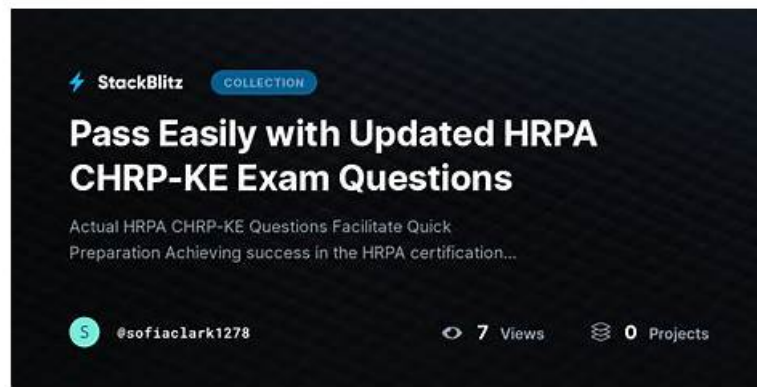 StackBlitz COLLECTION
Pass Easily with Updated HRPA
CHRP-KE Exam Questions
Actual HRPA CHRP-KE Questions Facilitate Quick
Preparation Achieving success in the HRPA certification...
S @sofiaclark1278 7 Views 0 Projects